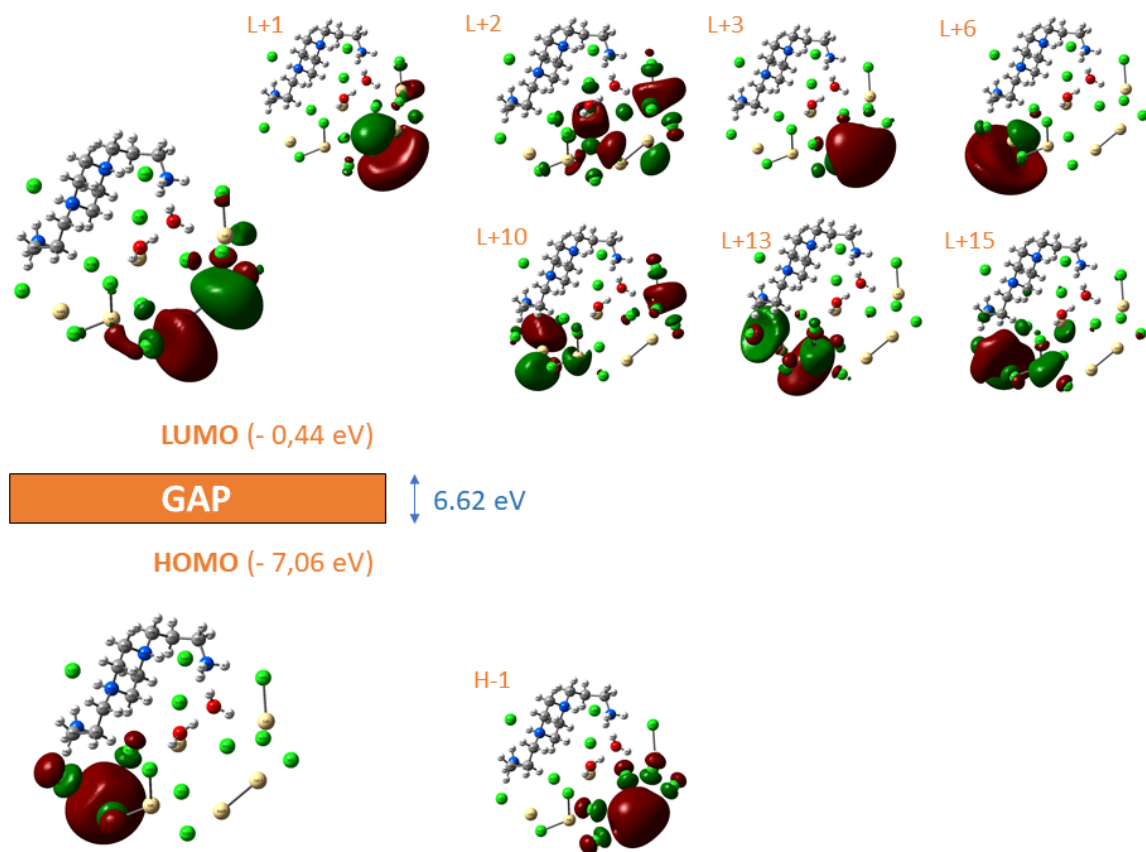 L+1
L+2
L+3
L+6
L+10
L+13
L+15
LUMO (- 0,44 eV)
GAP
6.62 eV
HOMO (- 7,06 eV)
H-1